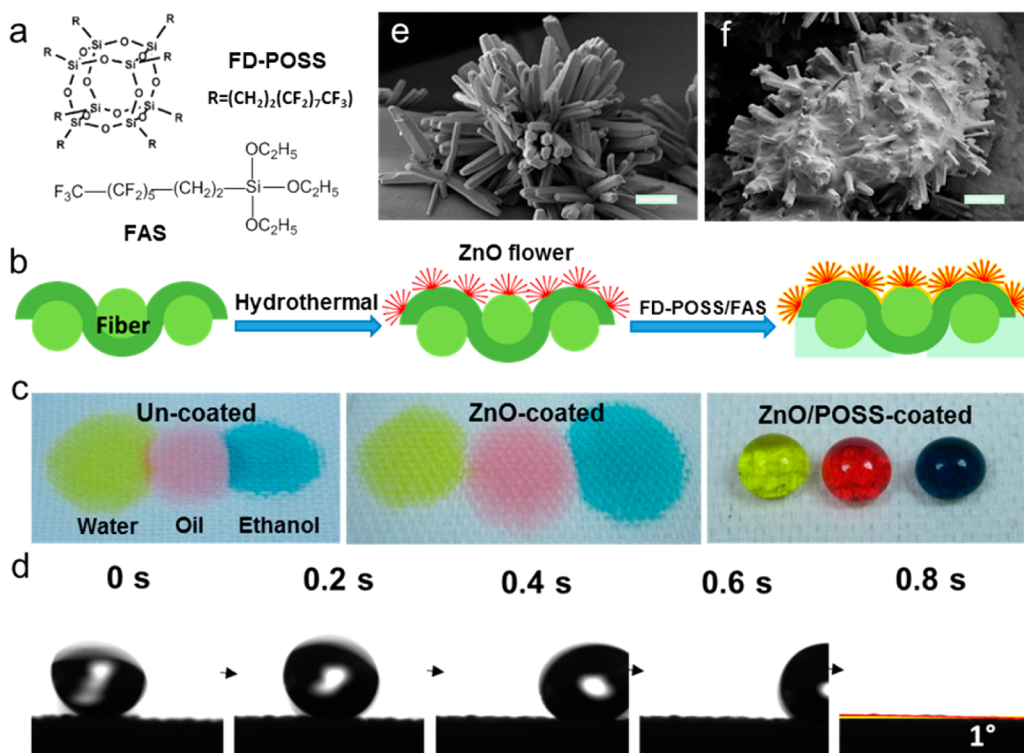 a
R
R
Si
O
Si
R
O
O
Si
O
Si
R
O
O
O
O
R
Si
O
Si
R
O
O
Si
O
Si
R
R
FD-POSS
R=(CH₂)₂(CF₂)₇CF₃
OC₂H₅
F₃C—(CF₂)₅—(CH₂)₂—Si—OC₂H₅
OC₂H₅
FAS
e
f
b
ZnO flower
Fiber
Hydrothermal
FD-POSS/FAS
c
Un-coated
ZnO-coated
ZnO/POSS-coated
Water Oil Ethanol
d
0 s 0.2 s 0.4 s 0.6 s 0.8 s
1°